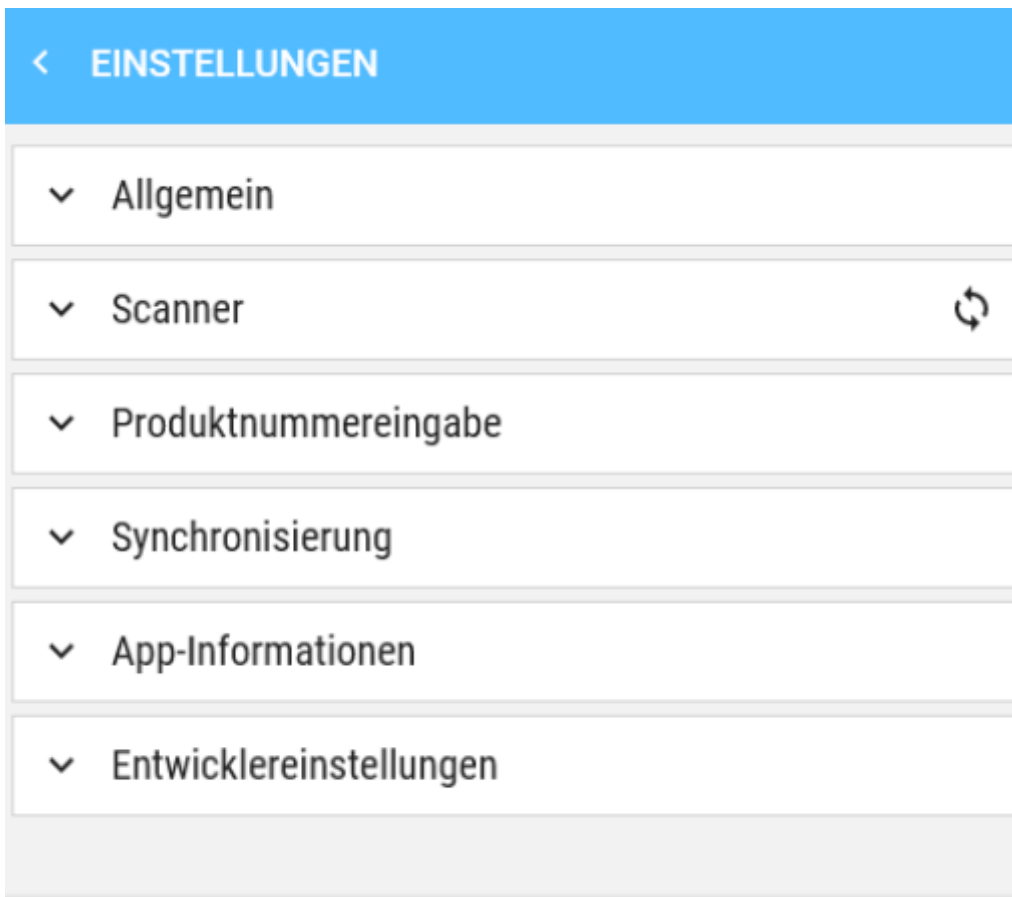 EINSTELLUNGEN
Allgemein
Scanner
Produktnummereingabe
Synchronisierung
App-Informationen
Entwicklereinstellungen